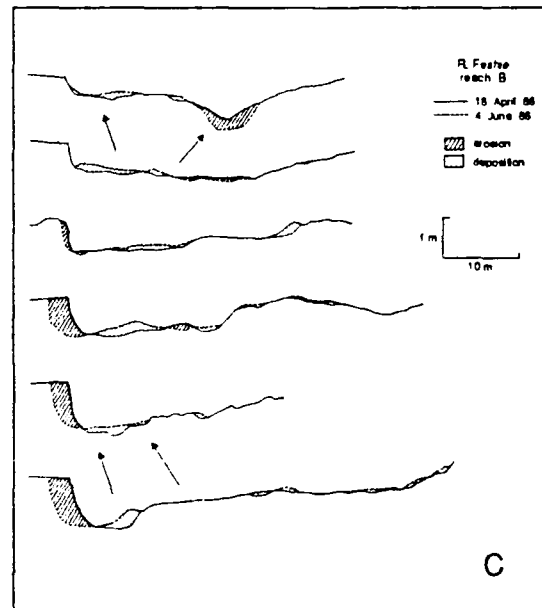 R. Feshie
reach B
18 April 86
4 June 86
erosion
deposition
1 m
10 m
C